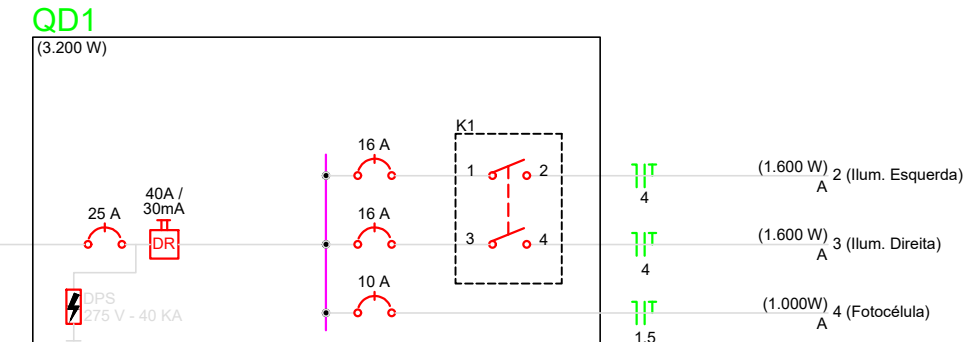 QD1
(3.200 W)
K1
16 A
1 2
(1.600 W) 2 (Ilum. Esquerda)
A
4
40A /
30mA
25 A
DR
16 A
3 4
(1.600 W) 3 (Ilum. Direita)
A
4
10 A
DPS
275 V - 40 KA
(1.000W) 4 (Fotocélula)
A
1,5